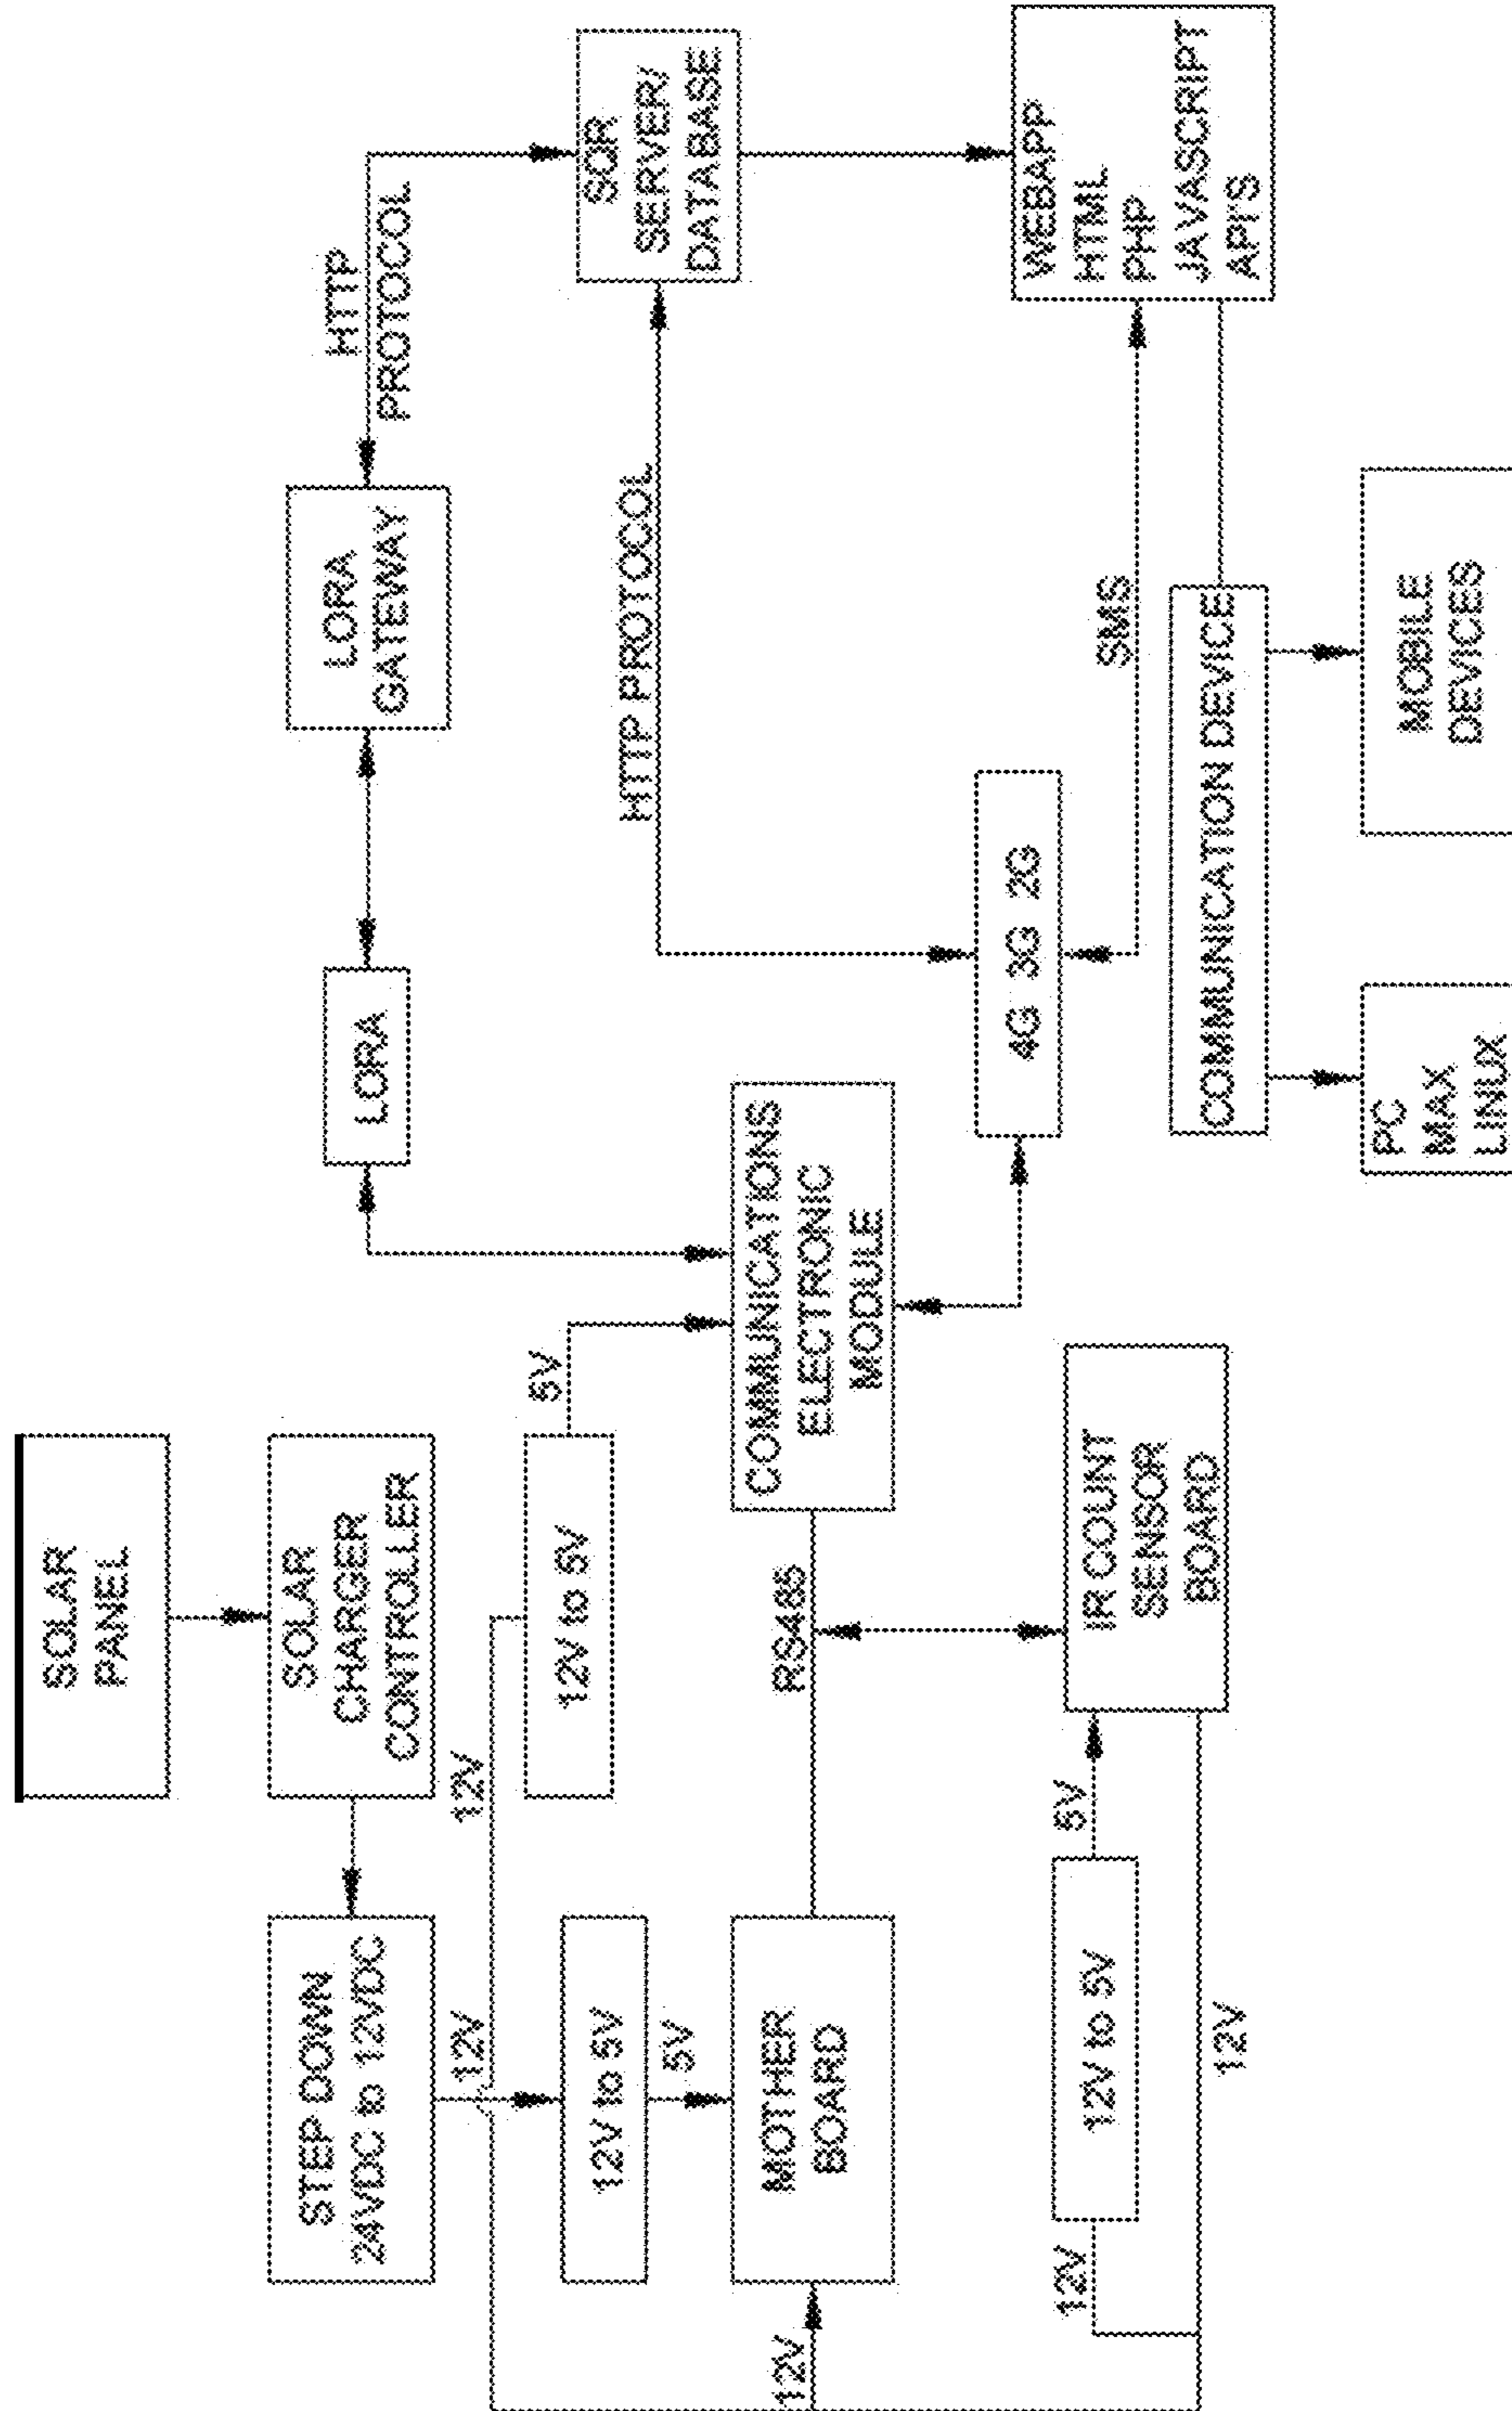 SOLAR
PANEL
STEP DOWN
24VDC to 12VDC
SOLAR
CHARGER
CONTROLLER
LORA
LORA
GATEWAY
HTTP
PROTOCOL
12V
12V
12V to 5V
12V to 5V
5V
HTTP PROTOCOL
SQR
SERVER/
DATABASE
5V
12V
MOTHER
BOARD
RS485
COMMUNICATIONS
ELECTRONIC
MODULE
4G 3G 2G
WEBAPP
HTML
PHP
JAVASCRIPT
API'S
12V
12V to 5V
5V
IR COUNT
SENSOR
BOARD
SMS
12V
COMMUNICATION DEVICE
PC
MAX
LINUX
MOBILE
DEVICES